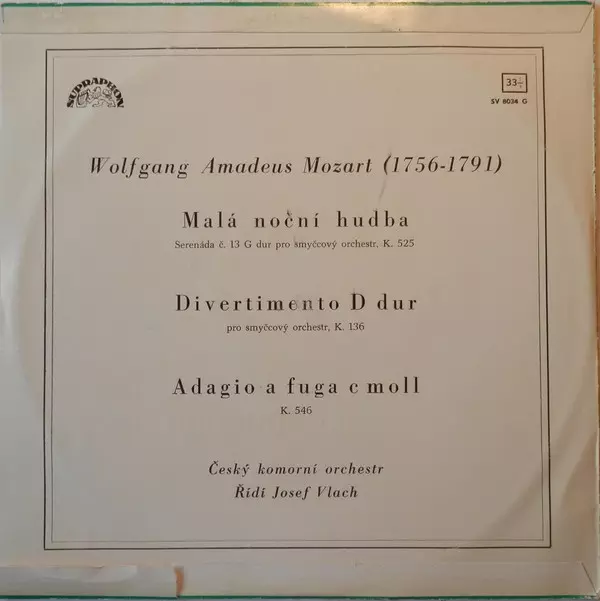 SUPRAPHON
33⅓
SV 8034 G
Wolfgang Amadeus Mozart (1756-1791)
Malá noční hudba
Serenáda č. 13 G dur pro smyčcový orchestr, K. 525
Divertimento D dur
pro smyčcový orchestr, K. 136
Adagio a fuga c moll
K. 546
Český komorní orchestr
Řídí Josef Vlach